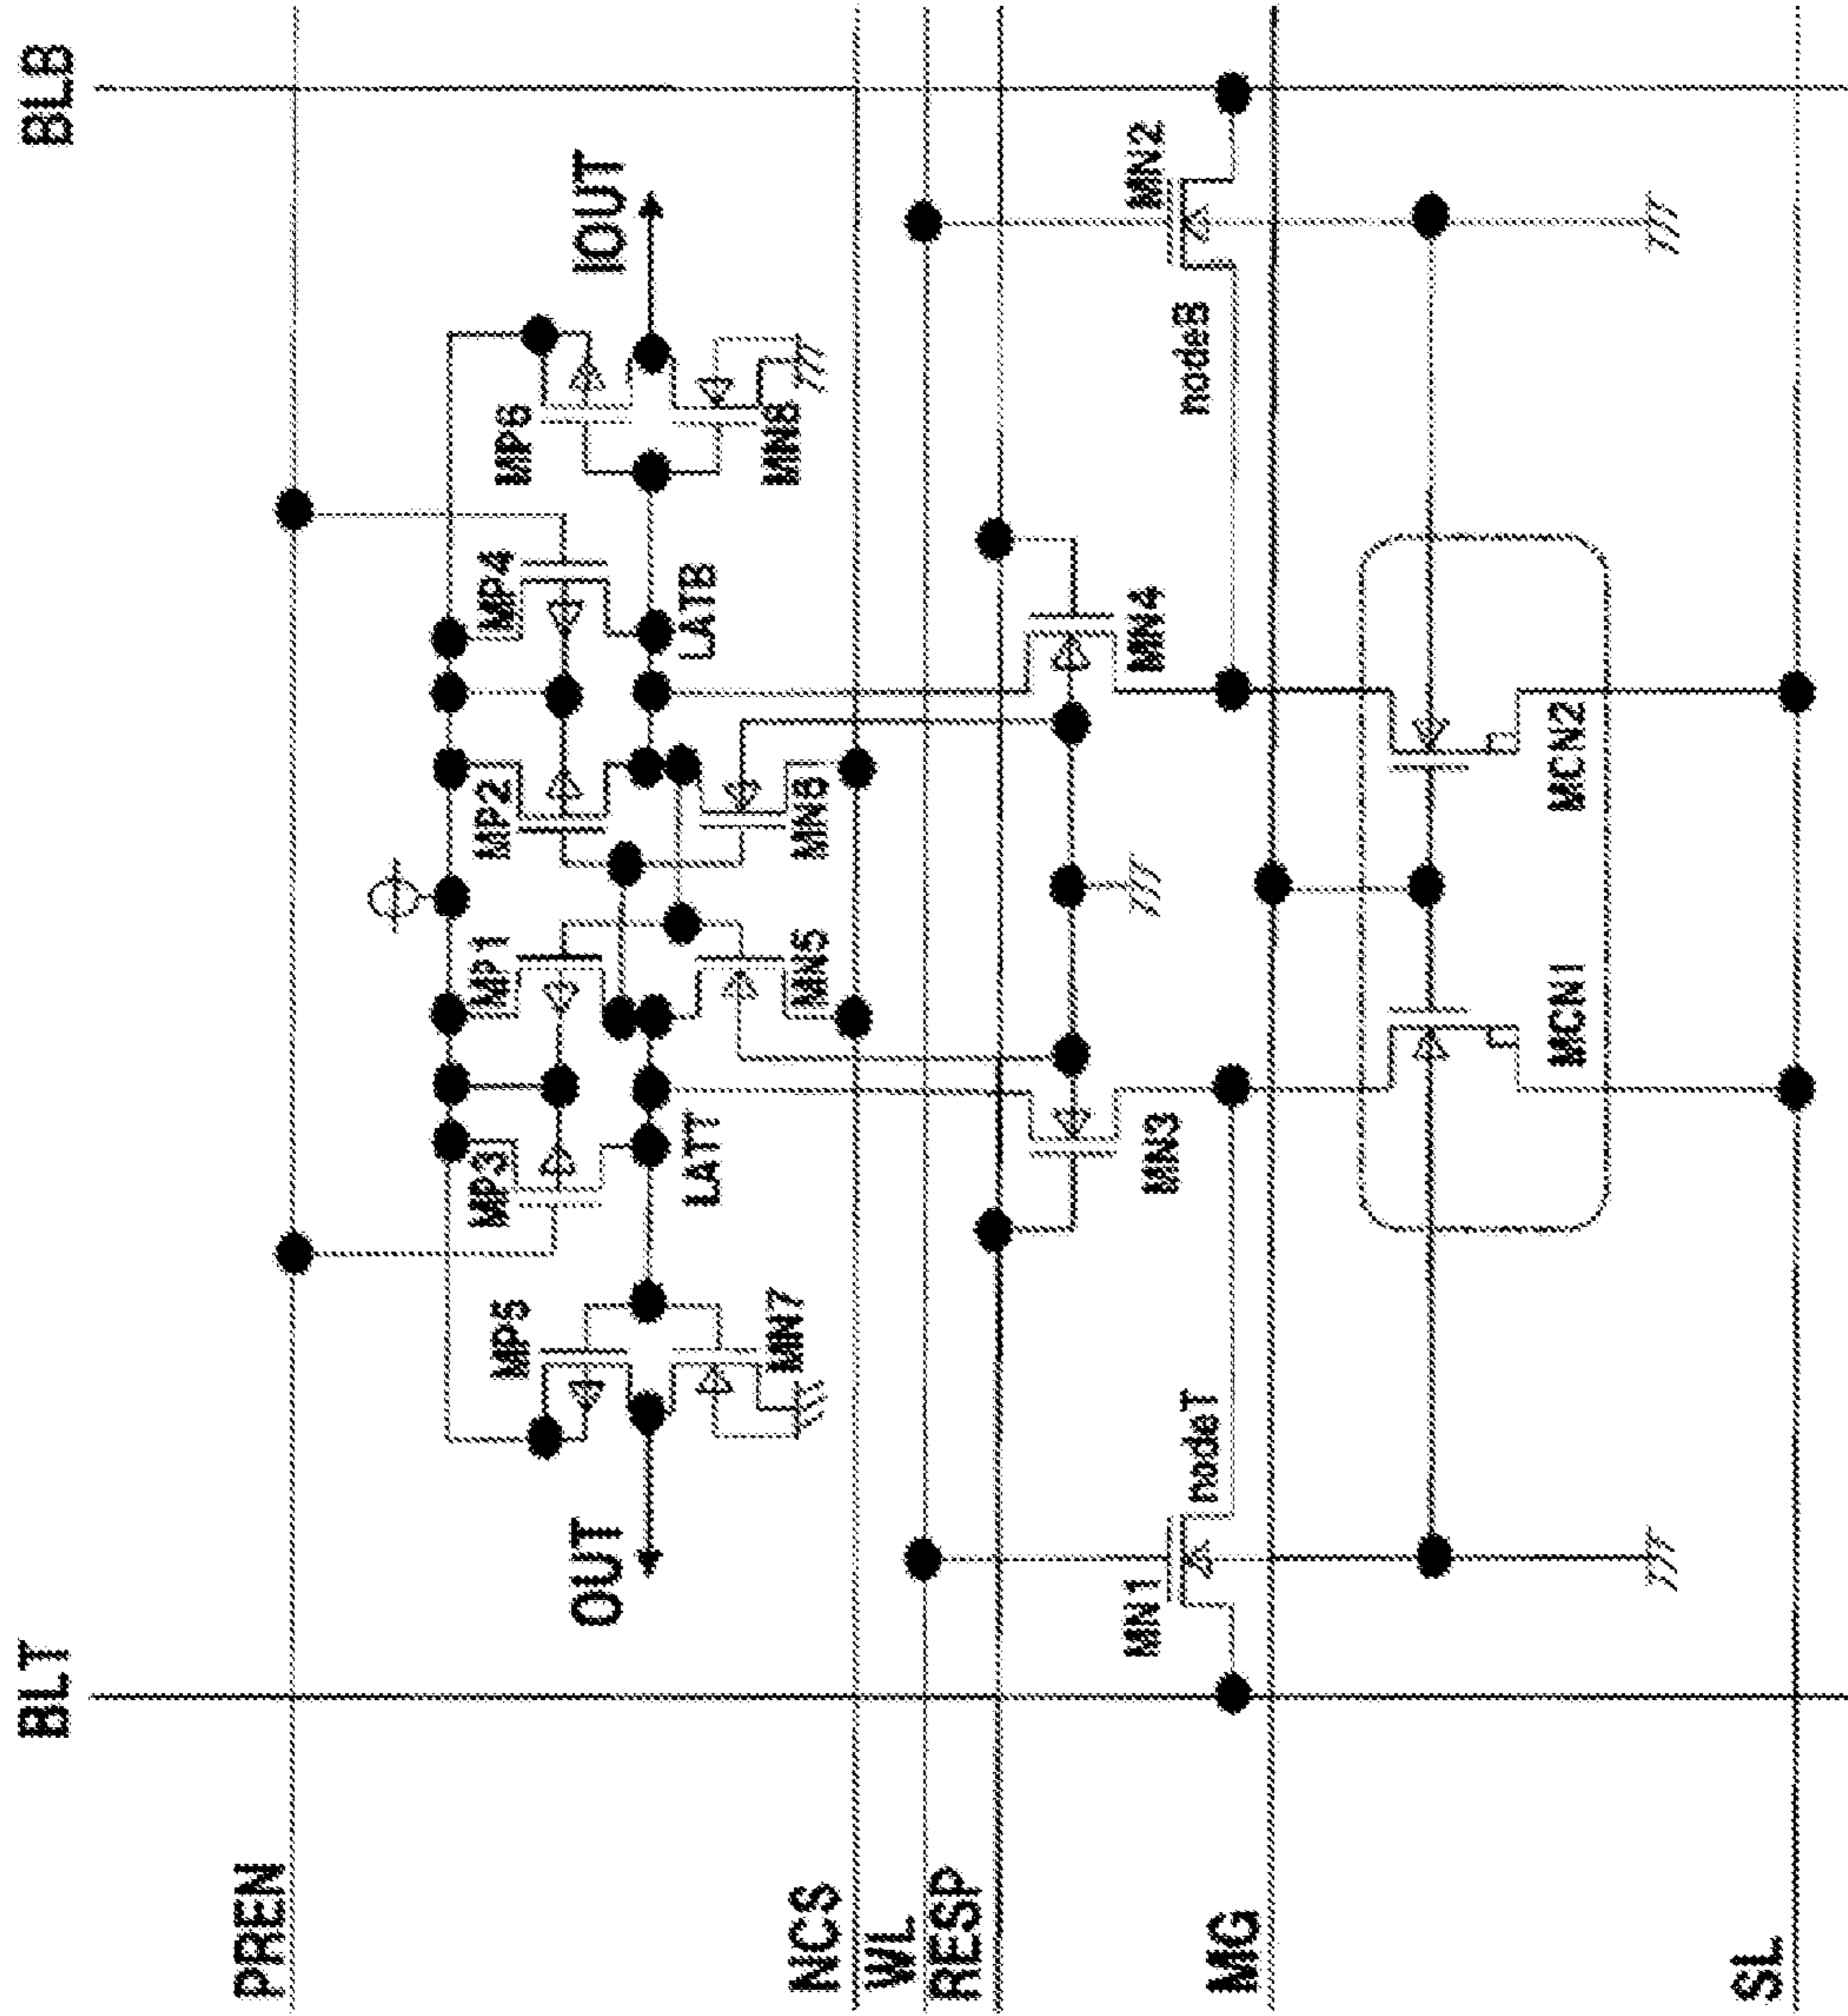 BLT
BLB
PREN
MP5
MP3
MP1
MP2
MP4
MP6
OUT
IOUT
LATT
LATB
MN7
MN5
MN6
MN8
NCS
WL
RESP
MN1
MN3
MN4
MN2
nodeT
nodeB
MG
MCN1
MCN2
SL